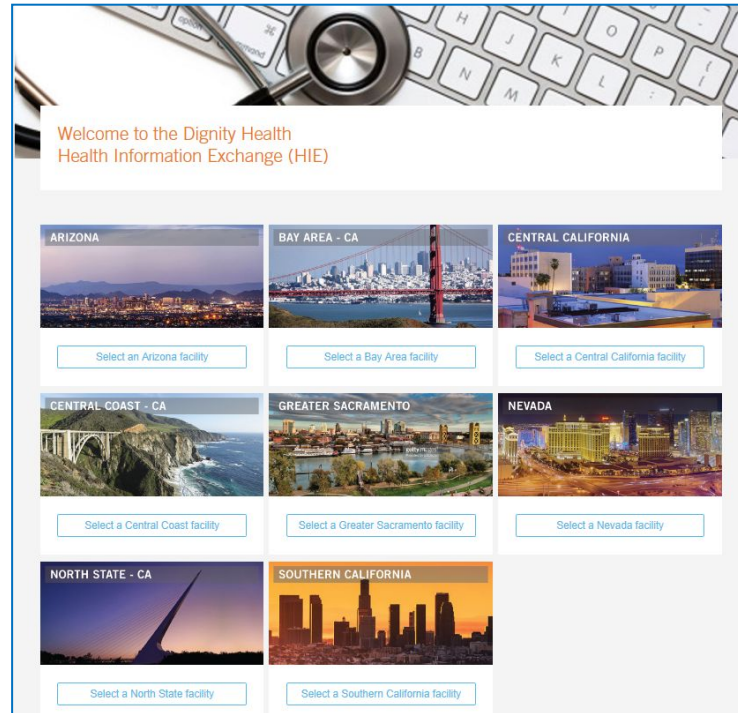 option
command
H
J
K
L
O
P
B
N
M
Welcome to the Dignity Health
Health Information Exchange (HIE)
ARIZONA
BAY AREA - CA
CENTRAL CALIFORNIA
Select an Arizona facility
Select a Bay Area facility
Select a Central California facility
CENTRAL COAST - CA
GREATER SACRAMENTO
NEVADA
gettyimages
Select a Central Coast facility
Select a Greater Sacramento facility
Select a Nevada facility
NORTH STATE - CA
SOUTHERN CALIFORNIA
Select a North State facility
Select a Southern California facility